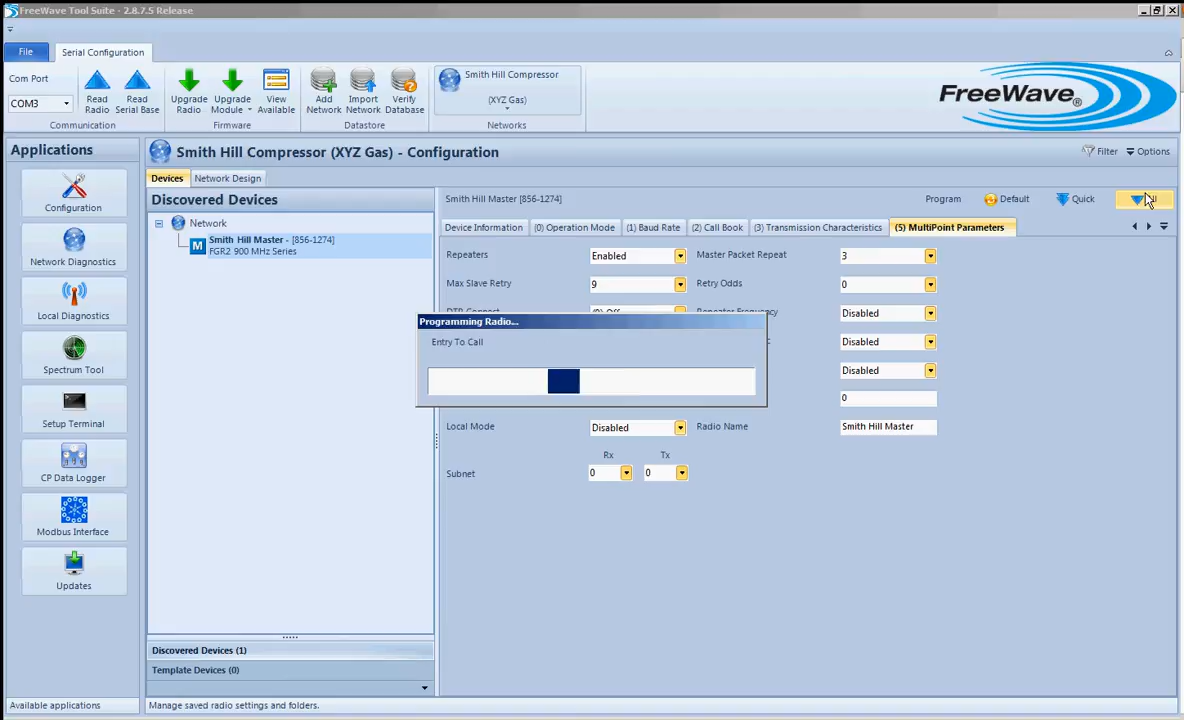 FreeWave Tool Suite - 2.8.7.5 Release
File
Serial Configuration
Com Port
COM3
Read Radio
Read Serial Base
Communication
Upgrade Radio
Upgrade Module
View Available
Firmware
Add Network
Import Network
Verify Database
Datastore
Smith Hill Compressor
(XYZ Gas)
Networks
FreeWave®
Applications
Configuration
Network Diagnostics
Local Diagnostics
Spectrum Tool
Setup Terminal
CP Data Logger
Modbus Interface
Updates
Available applications
Smith Hill Compressor (XYZ Gas) - Configuration
Filter
Options
Devices
Network Design
Discovered Devices
Network
M
Smith Hill Master - [856-1274]
FGR2 900 MHz Series
Discovered Devices (1)
Template Devices (0)
Manage saved radio settings and folders.
Smith Hill Master [856-1274]
Program
Default
Quick
Device Information
(0) Operation Mode
(1) Baud Rate
(2) Call Book
(3) Transmission Characteristics
(5) MultiPoint Parameters
Repeaters Enabled Master Packet Repeat 3
Max Slave Retry 9 Retry Odds 0
DTR Connect (0) Off Repeater Frequency Disabled
Disabled
Disabled
0
Programming Radio...
Entry To Call
Local Mode Disabled Radio Name Smith Hill Master
Rx Tx
Subnet 0 0